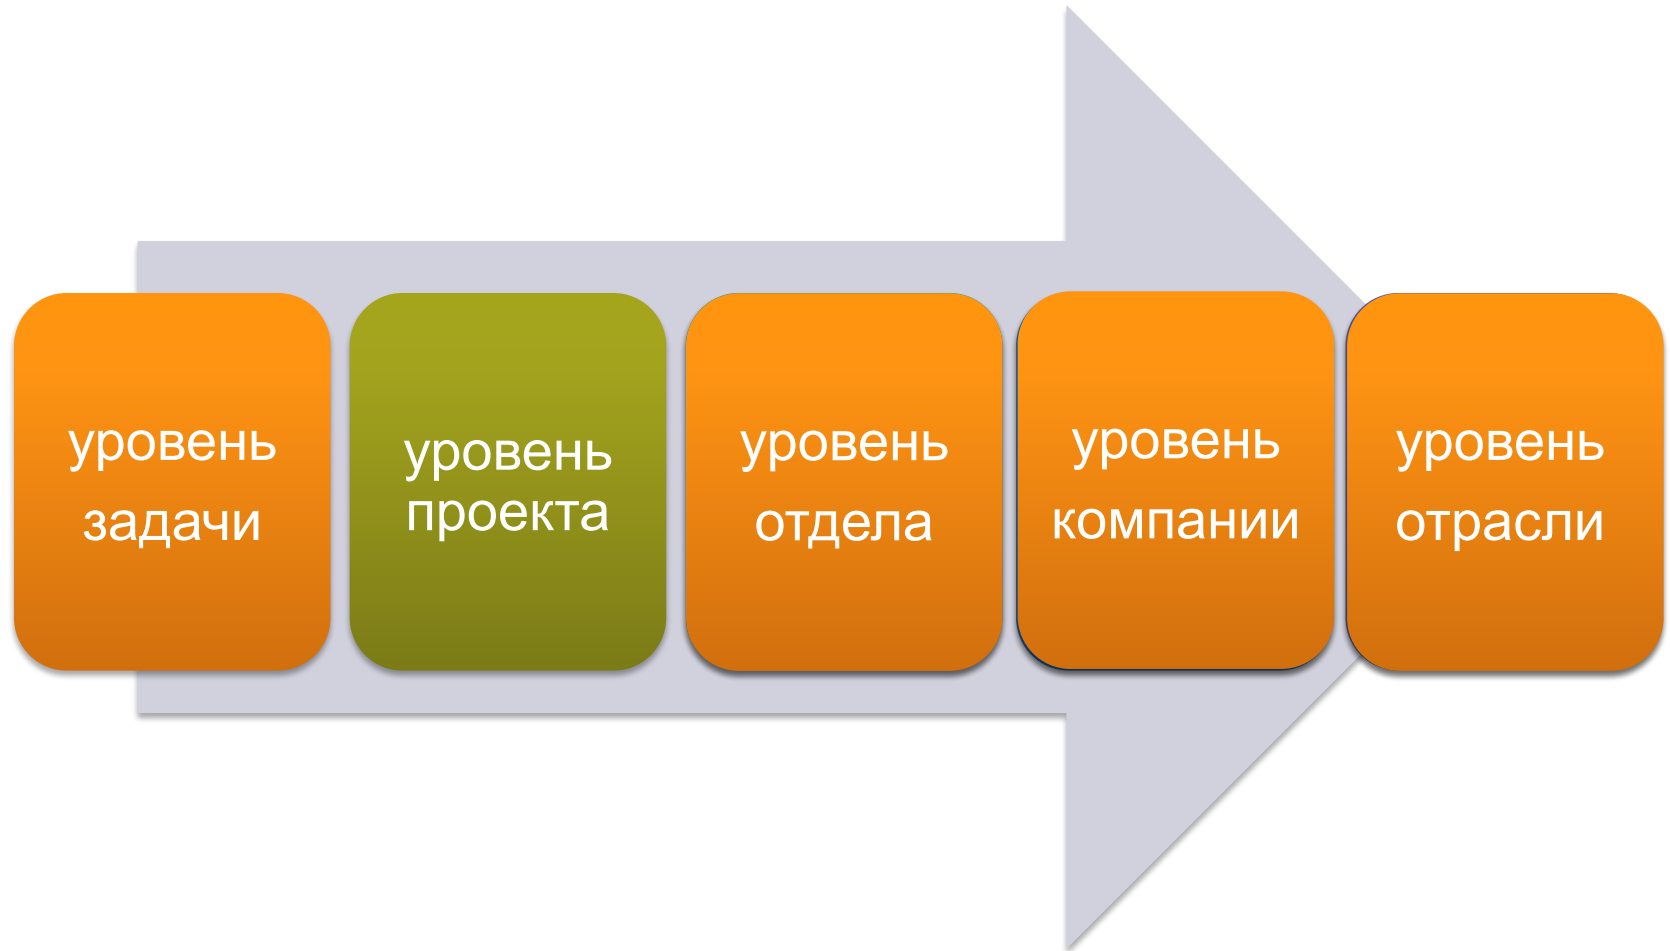 уровень
задачи
уровень
проекта
уровень
отдела
уровень
компании
уровень
отрасли